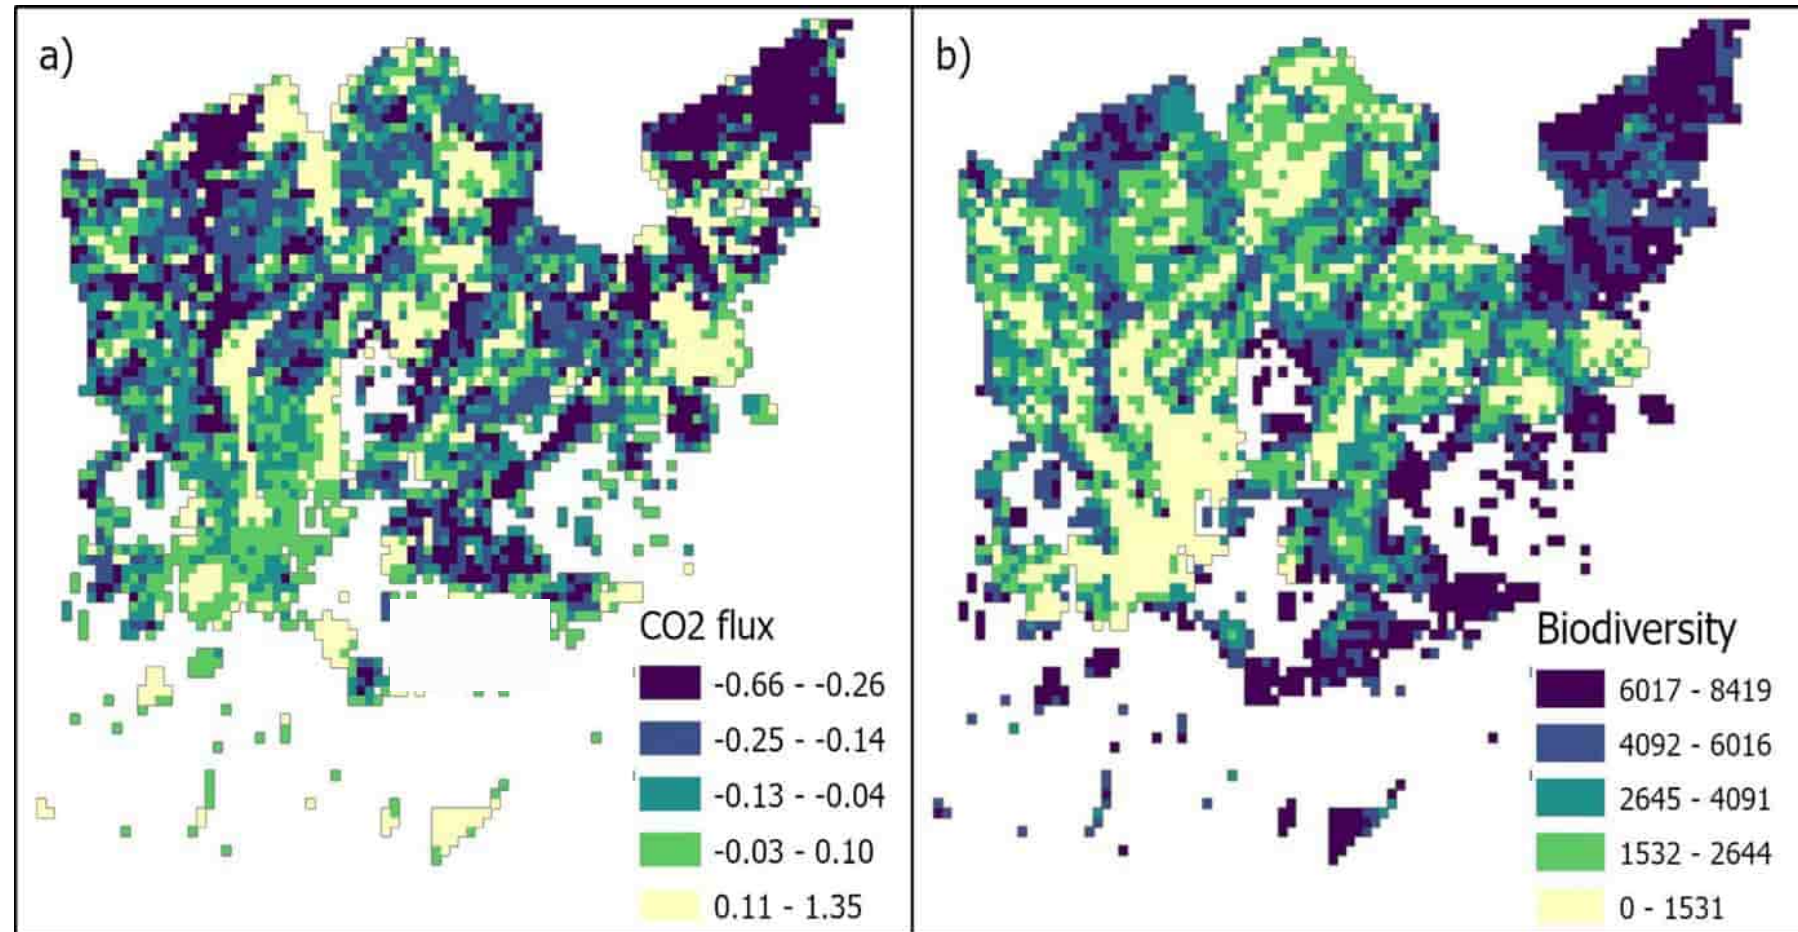 a)
CO2 flux
-0.66 - -0.26
-0.25 - -0.14
-0.13 - -0.04
-0.03 - 0.10
0.11 - 1.35
b)
Biodiversity
6017 - 8419
4092 - 6016
2645 - 4091
1532 - 2644
0 - 1531